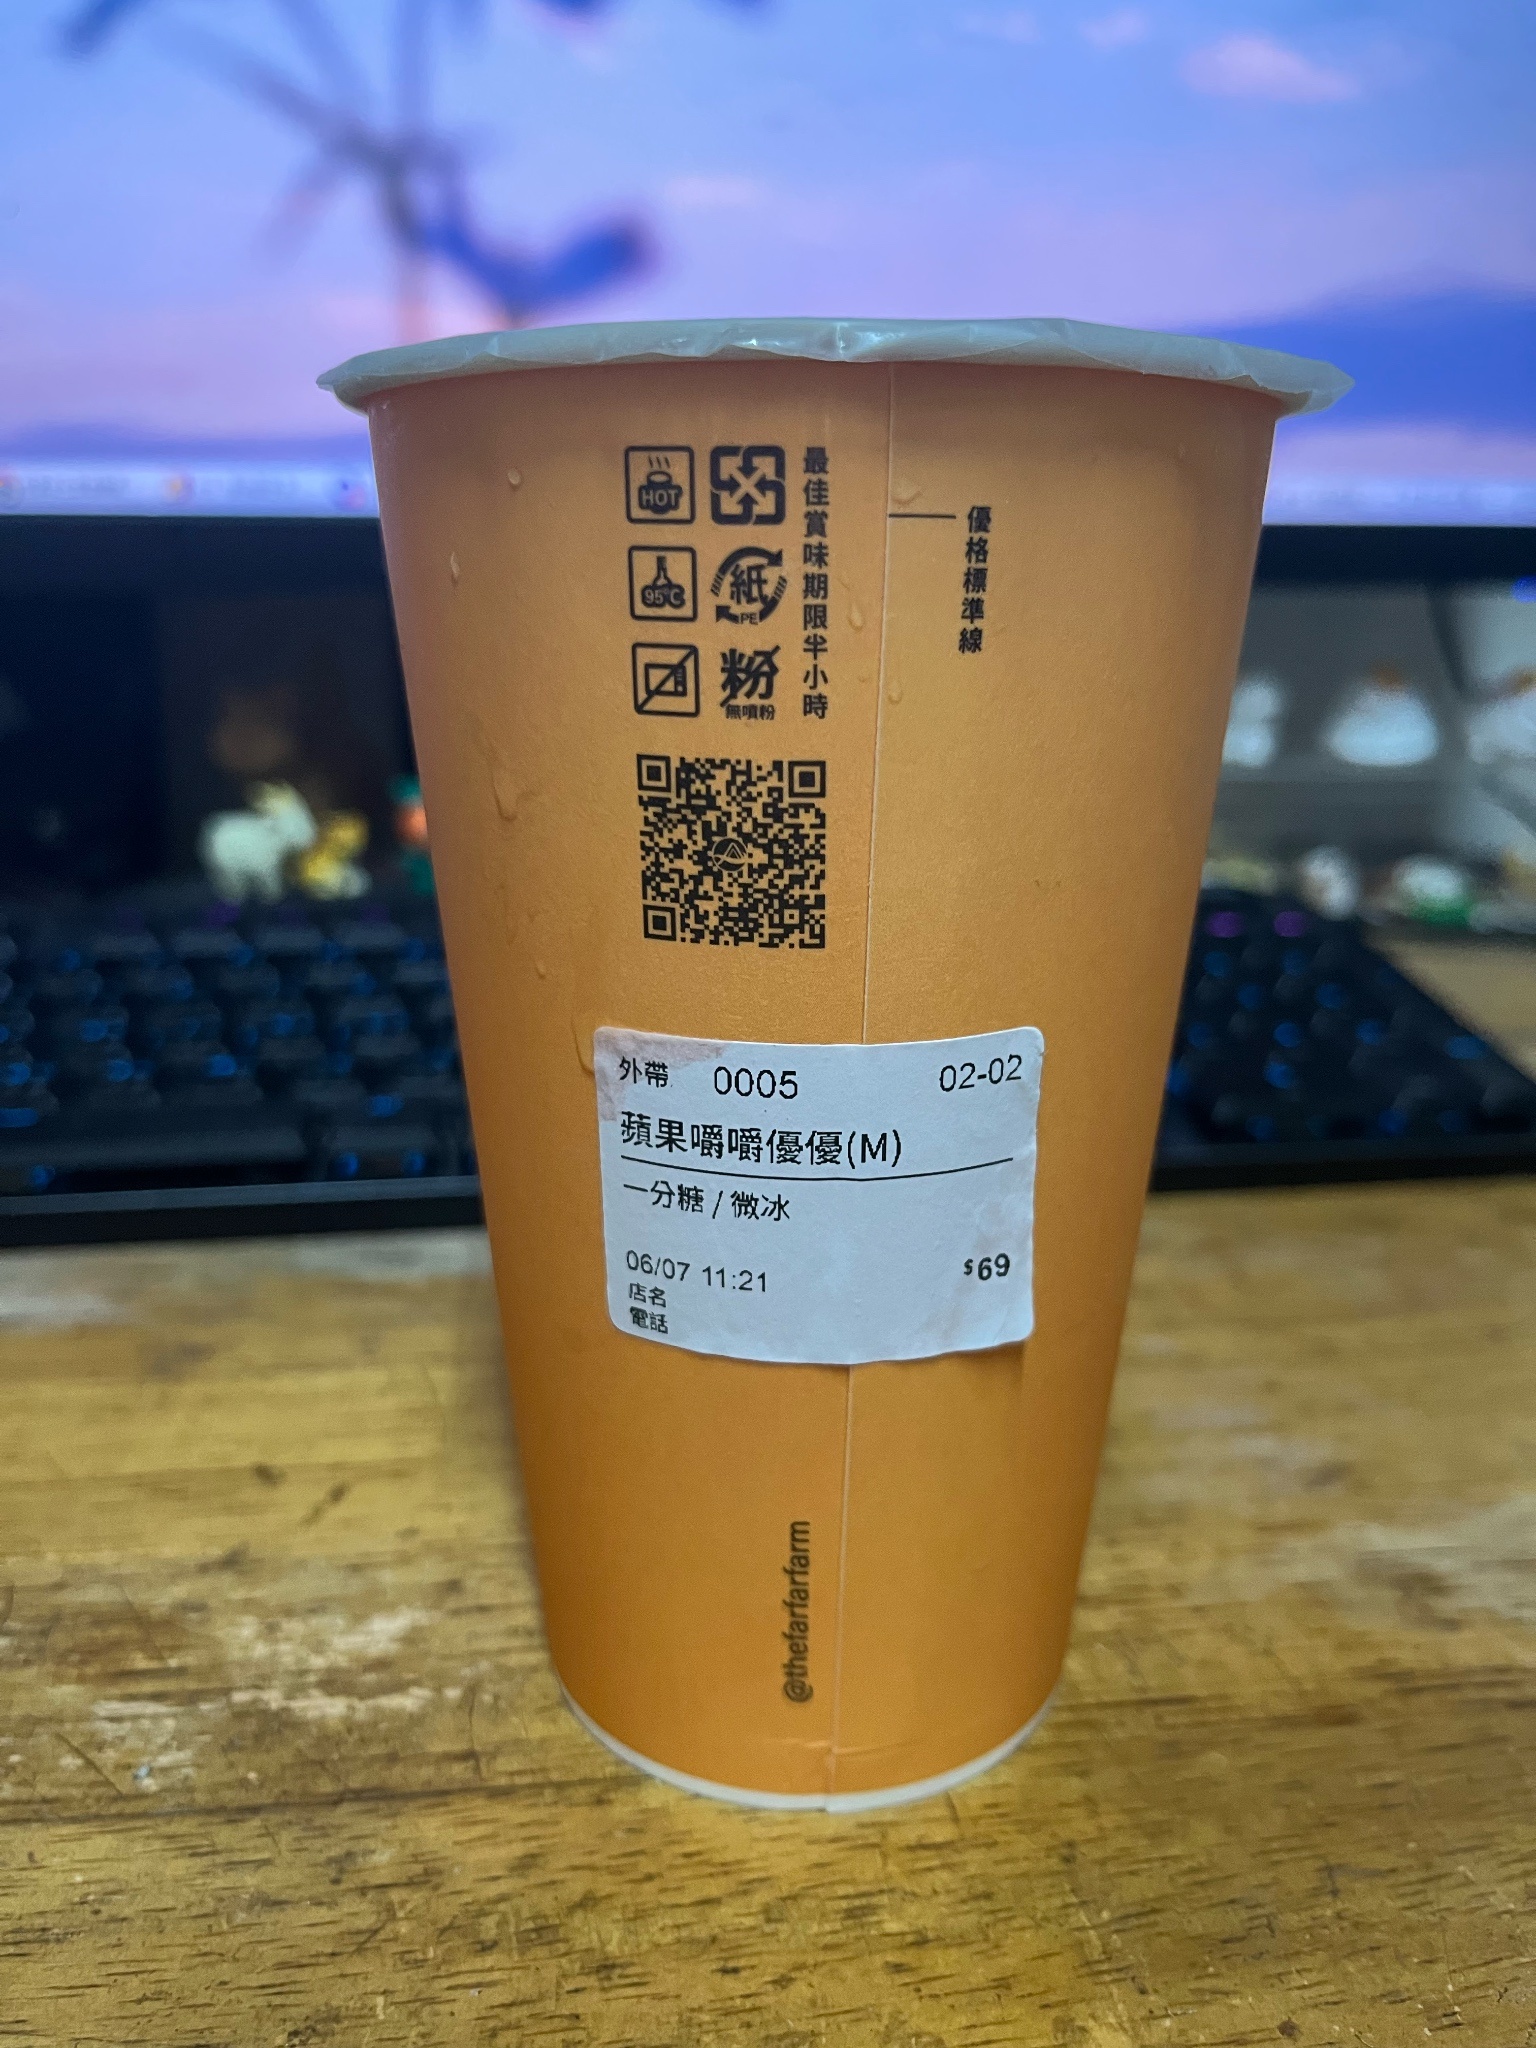 HOT
95°C
紙
PE
粉
無噴粉
最佳賞味期限半小時
優格標準線
外帶 0005 02-02
蘋果嚼嚼優優(M)
一分糖 / 微冰
06/07 11:21 $69
店名
電話
@thefarfarfarm